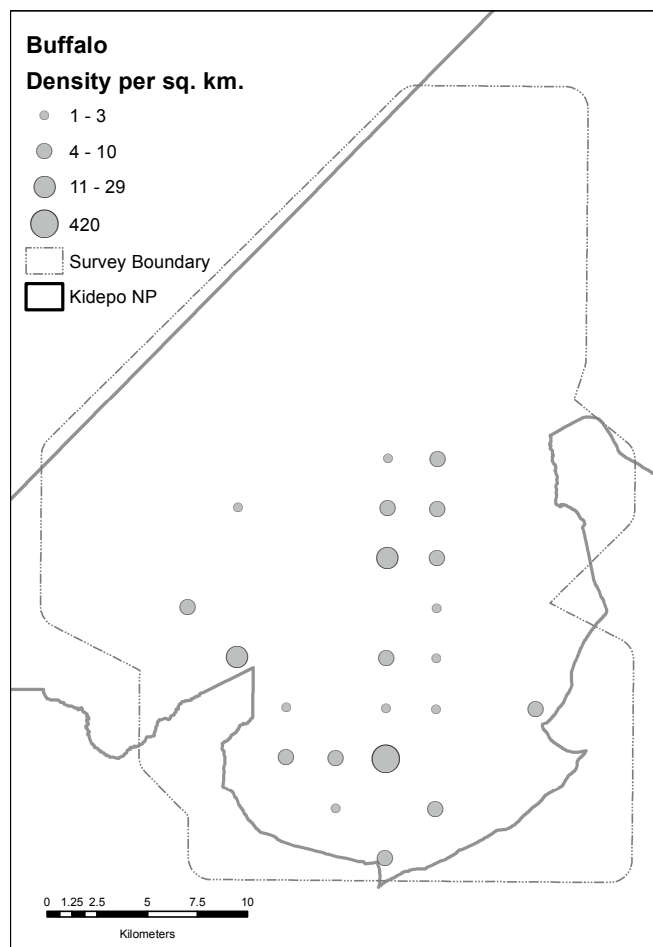 Buffalo
Density per sq. km.
1 - 3
4 - 10
11 - 29
420
Survey Boundary
Kidepo NP
0 1.25 2.5 5 7.5 10
Kilometers